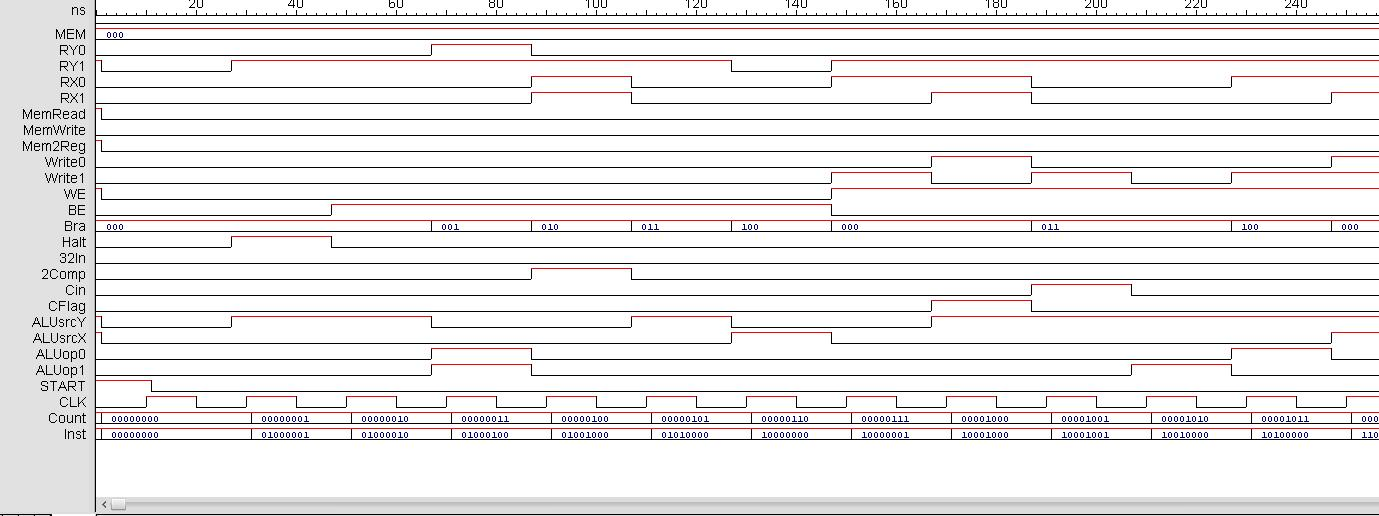 ns 20 40 60 80 100 120 140 160 180 200 220 240
MEM 000
RY0
RY1
RX0
RX1
MemRead
MemWrite
Mem2Reg
Write0
Write1
WE
BE
Bra 000 001 010 011 100 000 011 100 000
Halt
32In
2Comp
Cin
CFlag
ALUsrcY
ALUsrcX
ALUop0
ALUop1
START
CLK
Count 00000000 00000001 00000010 00000011 00000100 00000101 00000110 00000111 00001000 00001001 00001010 00001011 000
Inst 00000000 01000001 01000010 01000100 01001000 01010000 10000000 10000001 10001000 10001001 10010000 10100000 110